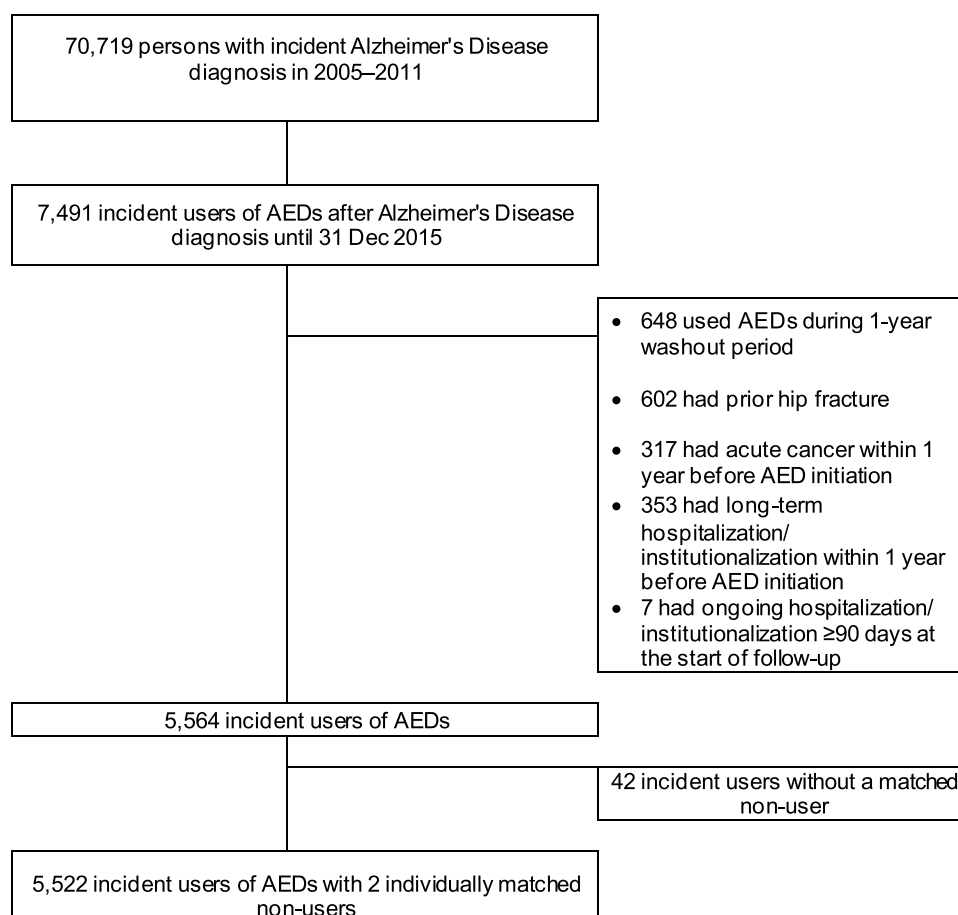 70,719 persons with incident Alzheimer's Disease
diagnosis in 2005–2011
7,491 incident users of AEDs after Alzheimer's Disease
diagnosis until 31 Dec 2015
• 648 used AEDs during 1-year
washout period
• 602 had prior hip fracture
• 317 had acute cancer within 1
year before AED initiation
• 353 had long-term
hospitalization/
institutionalization within 1 year
before AED initiation
• 7 had ongoing hospitalization/
institutionalization ≥90 days at
the start of follow-up
5,564 incident users of AEDs
42 incident users without a matched
non-user
5,522 incident users of AEDs with 2 individually matched
non-users